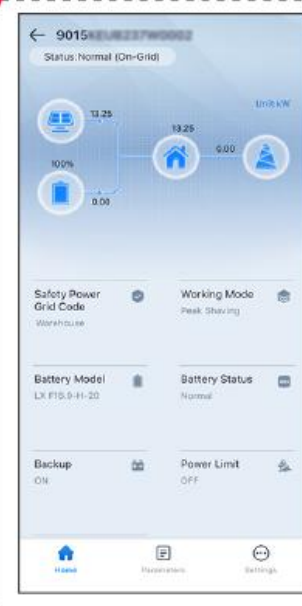 ← 9015
Status:Normal (On-Grid)
Unit:kW
13.25
13.25
0.00
100%
0.00
Safety Power
Grid Code
Warehouse
Working Mode
Peak Shaving
Battery Model
LX F16.9-H-20
Battery Status
Normal
Backup
ON
Power Limit
OFF
Home
Parameters
Settings